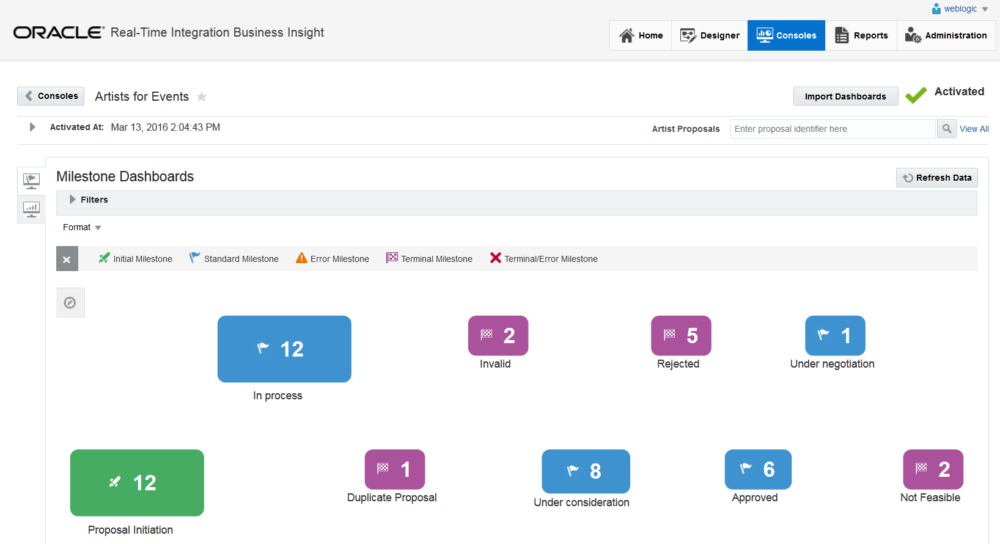 weblogic
ORACLE® Real-Time Integration Business Insight
Home Designer Consoles Reports Administration
Consoles Artists for Events Import Dashboards Activated
Activated At: Mar 13, 2016 2:04:43 PM Artist Proposals Enter proposal identifier here View All
Milestone Dashboards Refresh Data
Filters
Format
Initial Milestone Standard Milestone Error Milestone Terminal Milestone Terminal/Error Milestone
12 2 5 1
Invalid Rejected Under negotiation
In process
12 1 8 6 2
Duplicate Proposal Under consideration Approved Not Feasible
Proposal Initiation